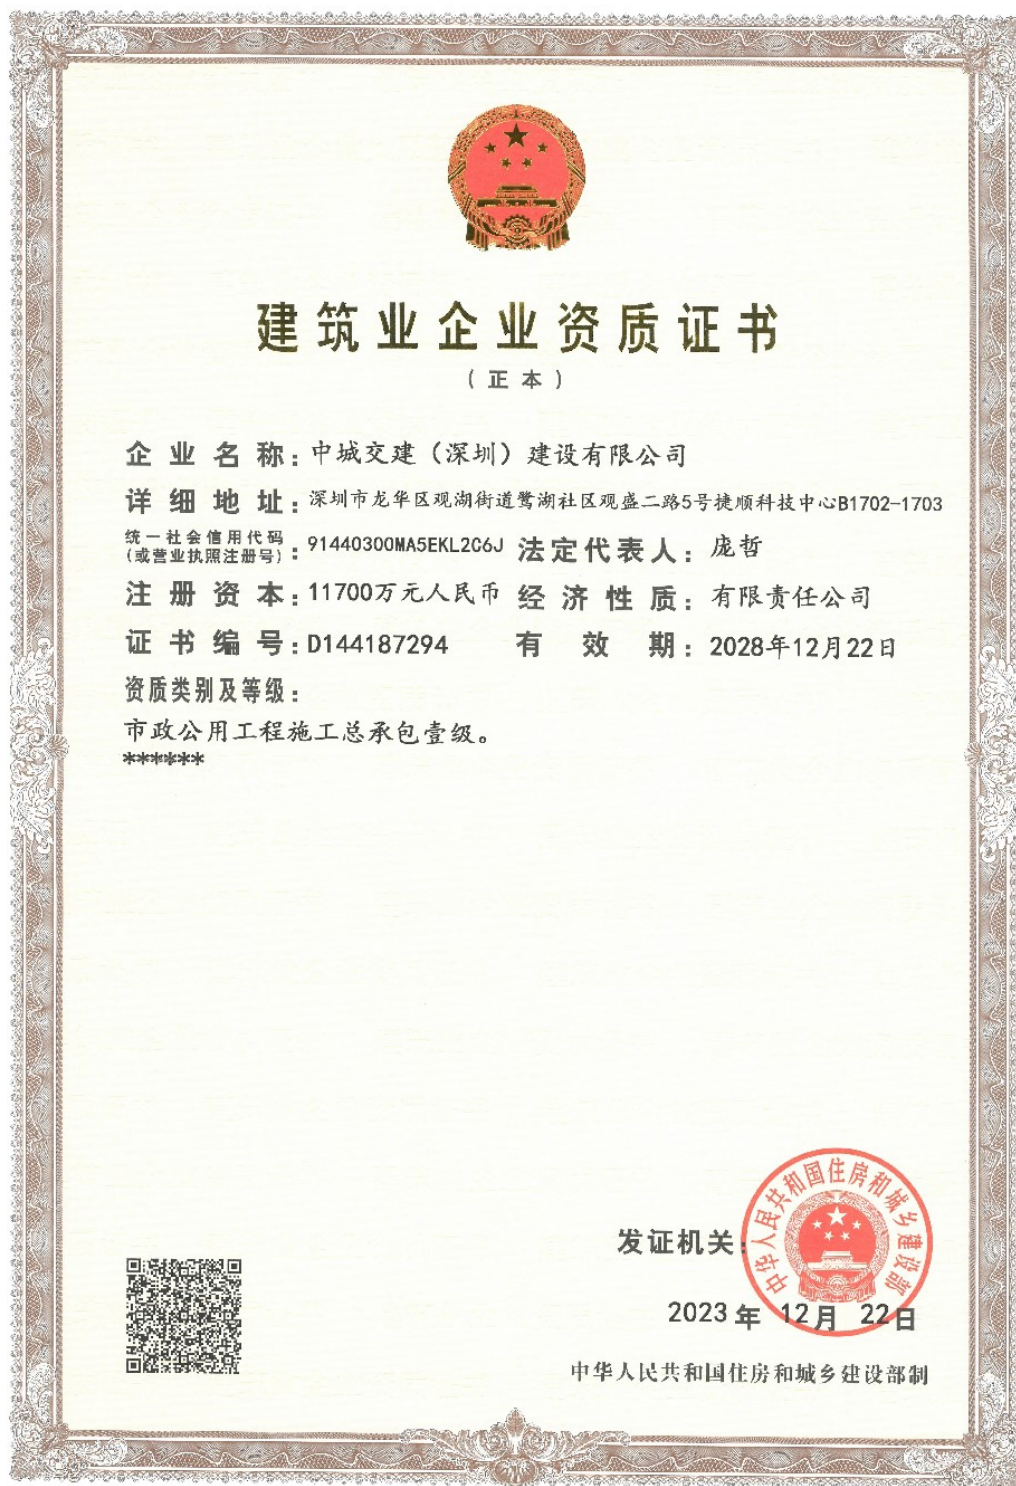 建筑业企业资质证书
（正本）
企业名称：中城交建（深圳）建设有限公司
详细地址：深圳市龙华区观湖街道鹭湖社区观盛二路5号捷顺科技中心B1702-1703
统一社会信用代码
（或营业执照注册号）：91440300MA5EKL2C6J 法定代表人：庞哲
注册资本：11700万元人民币 经济性质：有限责任公司
证书编号：D144187294 有效期：2028年12月22日
资质类别及等级：
市政公用工程施工总承包壹级。
******
中华人民共和国住房和城乡建设部
发证机关：
2023年12月22日
中华人民共和国住房和城乡建设部制